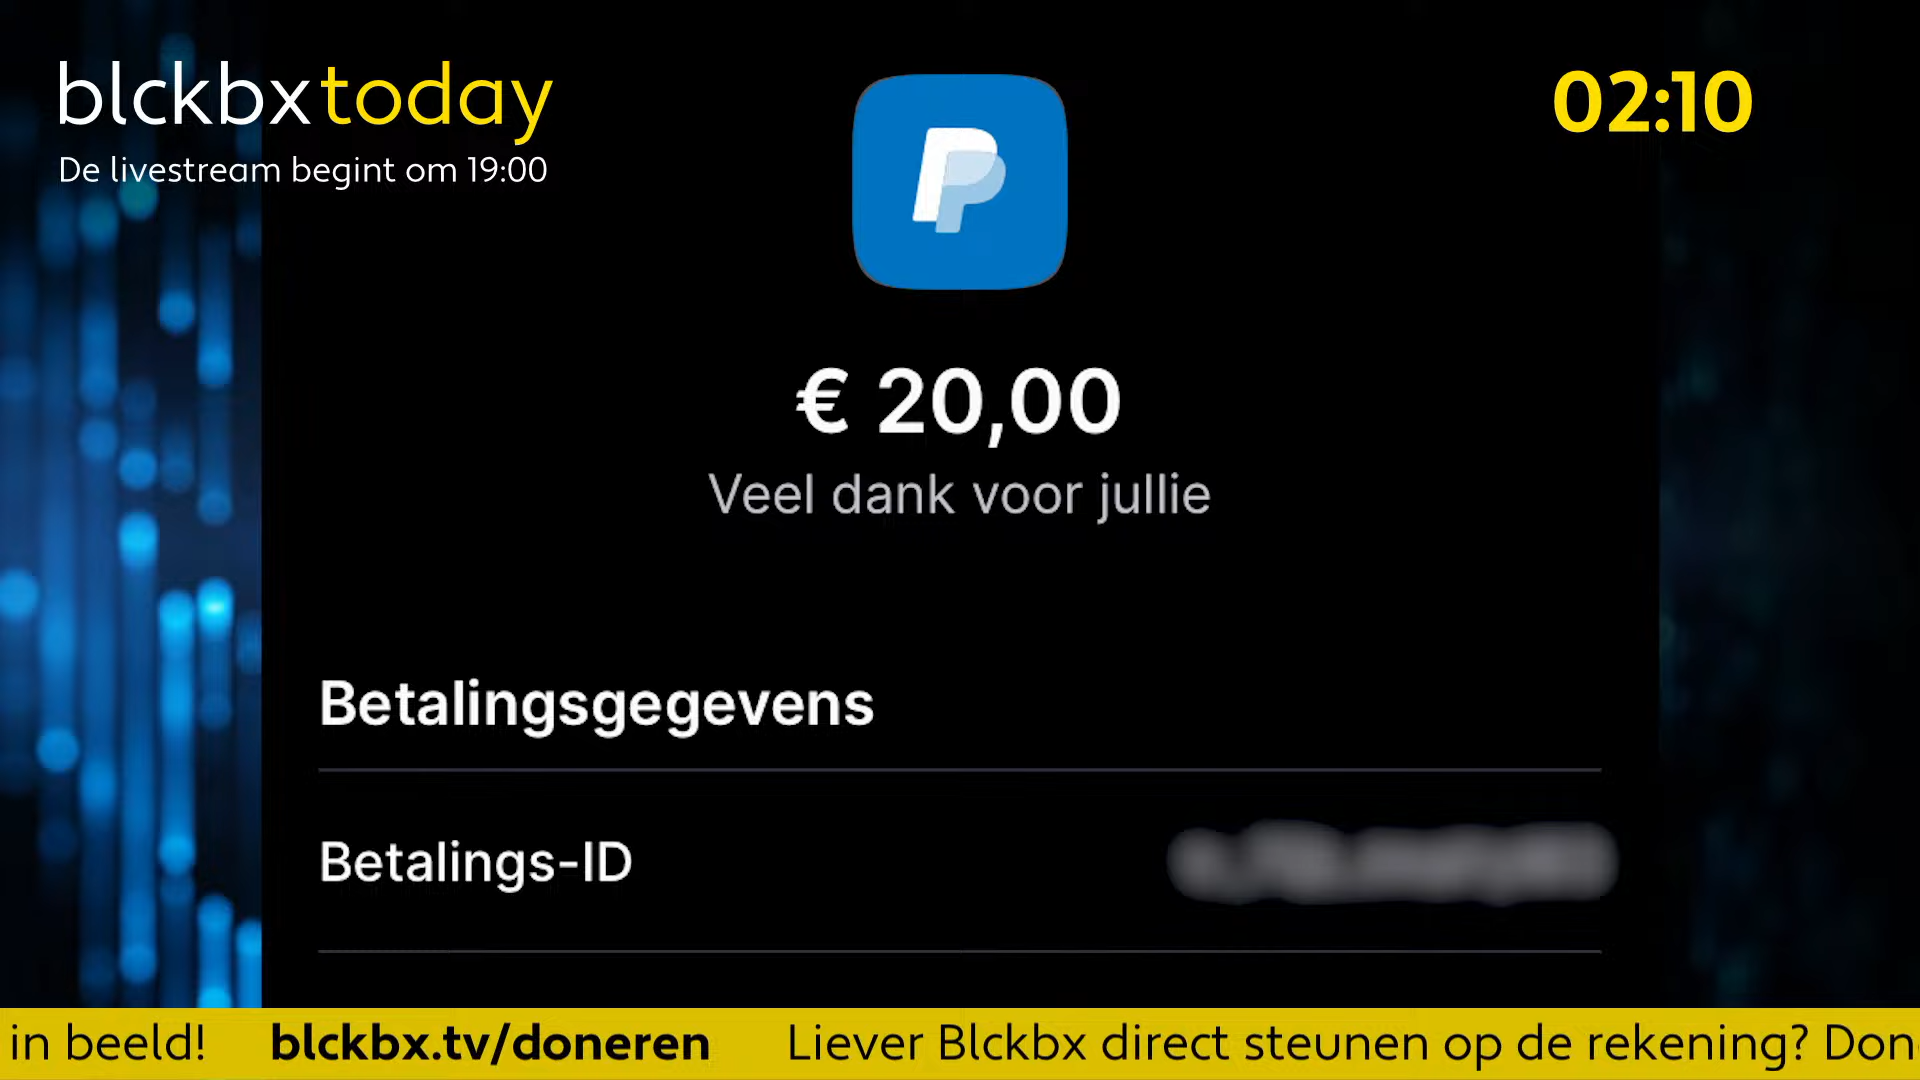 blckbxtoday
De livestream begint om 19:00
02:10
€ 20,00
Veel dank voor jullie
Betalingsgegevens
Betalings-ID
in beeld! blckbx.tv/doneren Liever Blckbx direct steunen op de rekening? Don